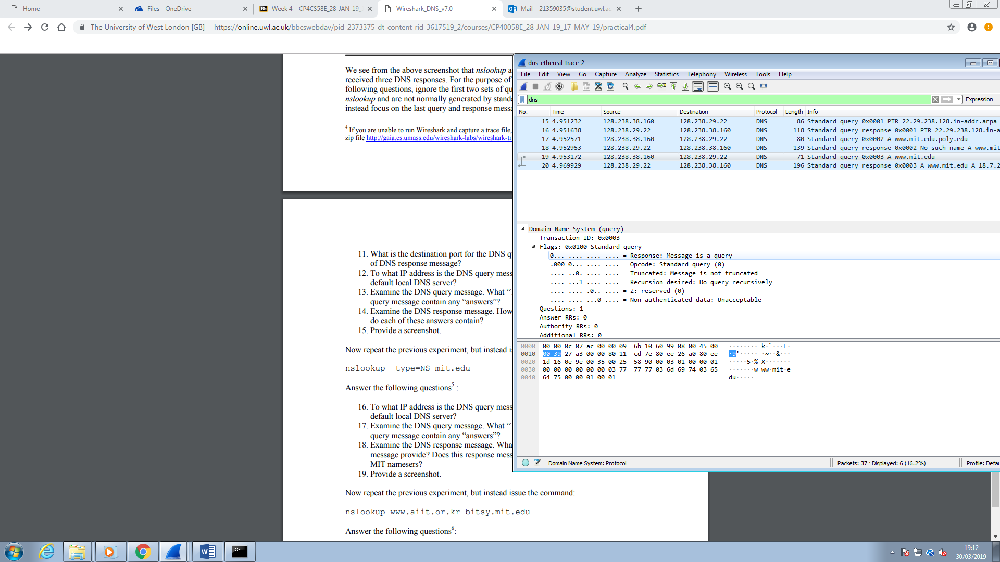 Home
Files - OneDrive
Bb Week 4 – CP4CS58E_28-JAN-19_
Wireshark_DNS_v7.0
Mail – 21359035@student.uwl.ac
The University of West London [GB] https://online.uwl.ac.uk/bbcswebdav/pid-2373375-dt-content-rid-3617519_2/courses/CP40058E_28-JAN-19_17-MAY-19/practical4.pdf
We see from the above screenshot that nslookup a
received three DNS responses. For the purpose of
following questions, ignore the first two sets of qu
nslookup and are not normally generated by standa
instead focus on the last query and response messa
4 If you are unable to run Wireshark and capture a trace file,
zip file http://gaia.cs.umass.edu/wireshark-labs/wireshark-tra
11. What is the destination port for the DNS q
of DNS response message?
12. To what IP address is the DNS query mess
default local DNS server?
13. Examine the DNS query message. What “T
query message contain any “answers”?
14. Examine the DNS response message. How
do each of these answers contain?
15. Provide a screenshot.
Now repeat the previous experiment, but instead i
nslookup –type=NS mit.edu
Answer the following questions5 :
16. To what IP address is the DNS query mess
default local DNS server?
17. Examine the DNS query message. What “T
query message contain any “answers”?
18. Examine the DNS response message. Wha
message provide? Does this response mess
MIT namesers?
19. Provide a screenshot.
Now repeat the previous experiment, but instead issue the command:
nslookup www.aiit.or.kr bitsy.mit.edu
Answer the following questions6:
dns-ethereal-trace-2
File Edit View Go Capture Analyze Statistics Telephony Wireless Tools Help
dns Expression...
No. Time Source Destination Protocol Length Info
15 4.951232 128.238.38.160 128.238.29.22 DNS 86 Standard query 0x0001 PTR 22.29.238.128.in-addr.arpa
16 4.951638 128.238.29.22 128.238.38.160 DNS 118 Standard query response 0x0001 PTR 22.29.238.128.in-a
17 4.952571 128.238.38.160 128.238.29.22 DNS 80 Standard query 0x0002 A www.mit.edu.poly.edu
18 4.952953 128.238.29.22 128.238.38.160 DNS 139 Standard query response 0x0002 No such name A www.mit
19 4.953172 128.238.38.160 128.238.29.22 DNS 71 Standard query 0x0003 A www.mit.edu
20 4.969929 128.238.29.22 128.238.38.160 DNS 196 Standard query response 0x0003 A www.mit.edu A 18.7.2
Domain Name System (query)
Transaction ID: 0x0003
Flags: 0x0100 Standard query
0... .... .... .... = Response: Message is a query
.000 0... .... .... = Opcode: Standard query (0)
.... ..0. .... .... = Truncated: Message is not truncated
.... ...1 .... .... = Recursion desired: Do query recursively
.... .... .0.. .... = Z: reserved (0)
.... .... ...0 .... = Non-authenticated data: Unacceptable
Questions: 1
Answer RRs: 0
Authority RRs: 0
Additional RRs: 0
0000 00 00 0c 07 ac 00 00 09 6b 10 60 99 08 00 45 00 ········ k·`···E·
0010 00 39 27 a3 00 00 80 11 cd 7e 80 ee 26 a0 80 ee ·9'····· ·~··&···
0020 1d 16 0e 9e 00 35 00 25 58 90 00 03 01 00 00 01 ·····5·% X·······
0030 00 00 00 00 00 00 03 77 77 77 03 6d 69 74 03 65 ·······w ww·mit·e
0040 64 75 00 00 01 00 01 du·····
Domain Name System: Protocol Packets: 37 · Displayed: 6 (16.2%) Profile: Defau
C:\_
19:12
30/03/2019